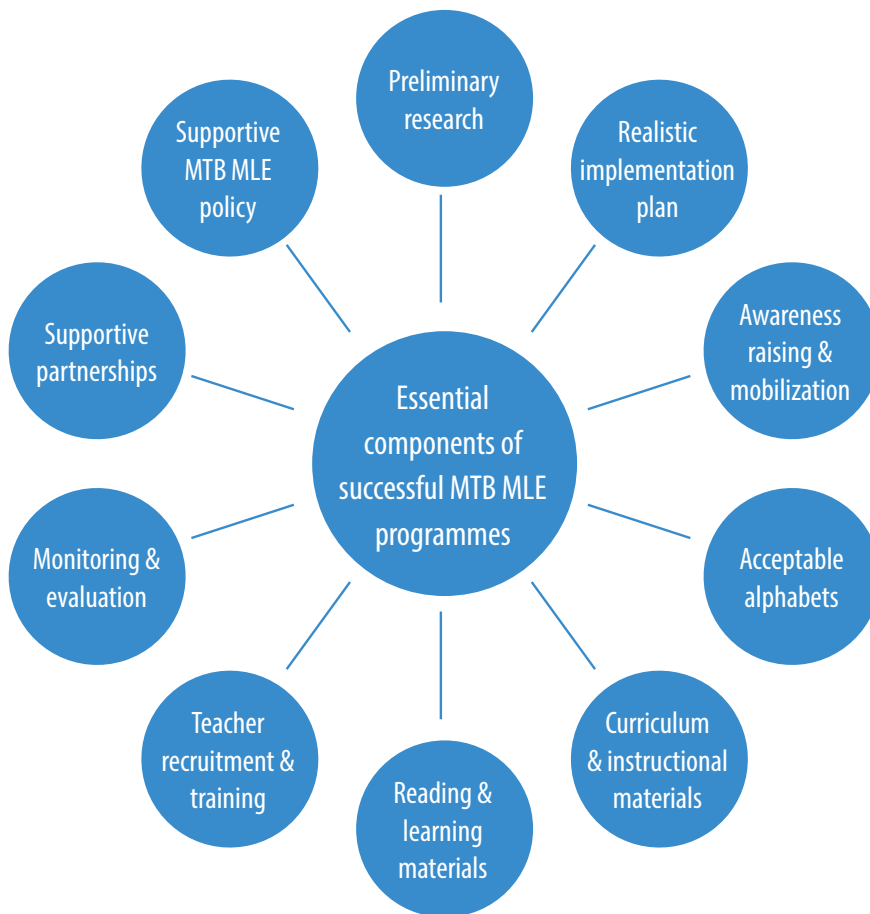 Preliminary
research
Realistic
implementation
plan
Awareness
raising &
mobilization
Acceptable
alphabets
Curriculum
& instructional
materials
Reading &
learning
materials
Teacher
recruitment &
training
Monitoring &
evaluation
Supportive
partnerships
Supportive
MTB MLE
policy
Essential
components of
successful MTB MLE
programmes